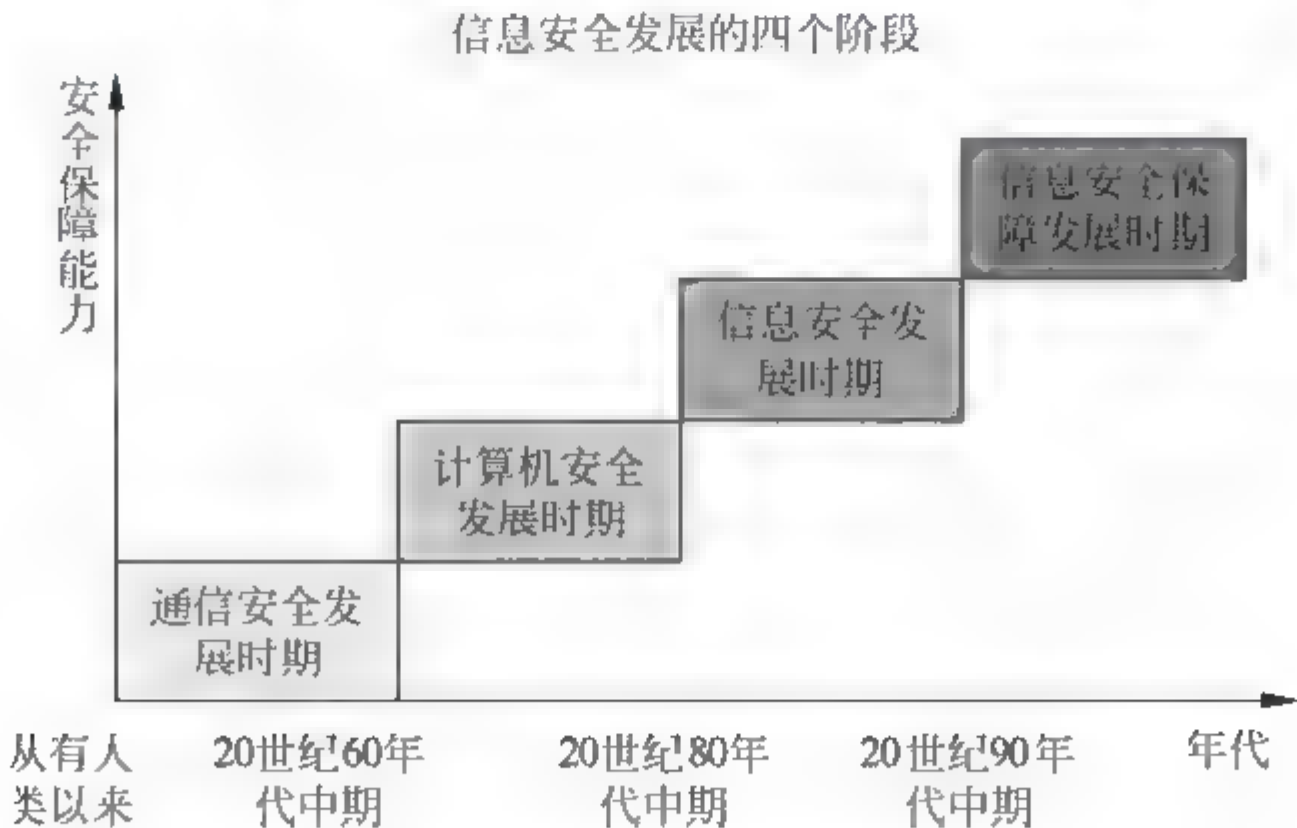 信息安全发展的四个阶段
安全保障能力
信息安全保
障发展时期
信息安全发
展时期
计算机安全
发展时期
通信安全发
展时期
从有人
类以来
20世纪60年
代中期
20世纪80年
代中期
20世纪90年
代中期
年代